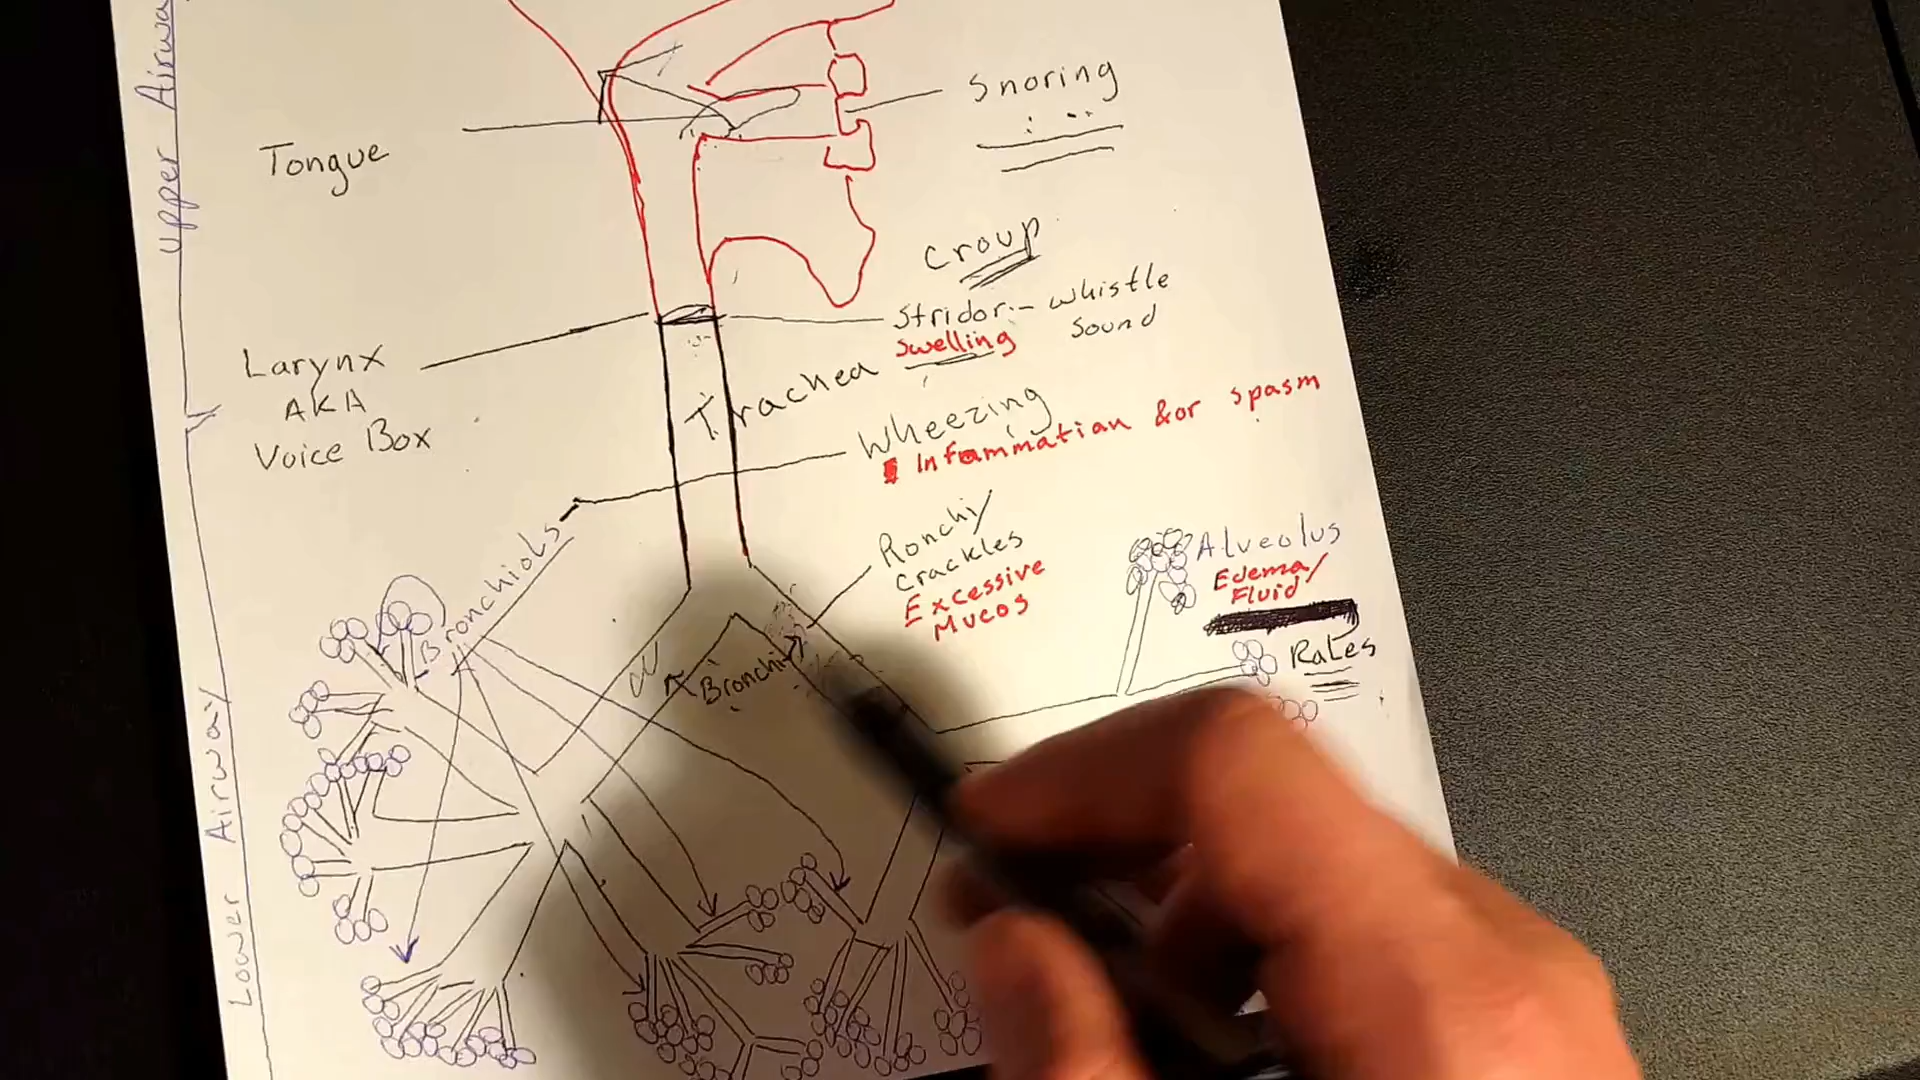 Upper Airway
Snoring
Tongue
Croup
Stridor:- Whistle
Sound
Swelling
Larynx
AKA
Voice Box
Trachea
Wheezing
Infammation &or spasm
Bronchiols
Ronchi/
Crackles
Excessive
Mucos
Alveolus
Edema/
Fluid
Rales
Bronchi
Lower Airway